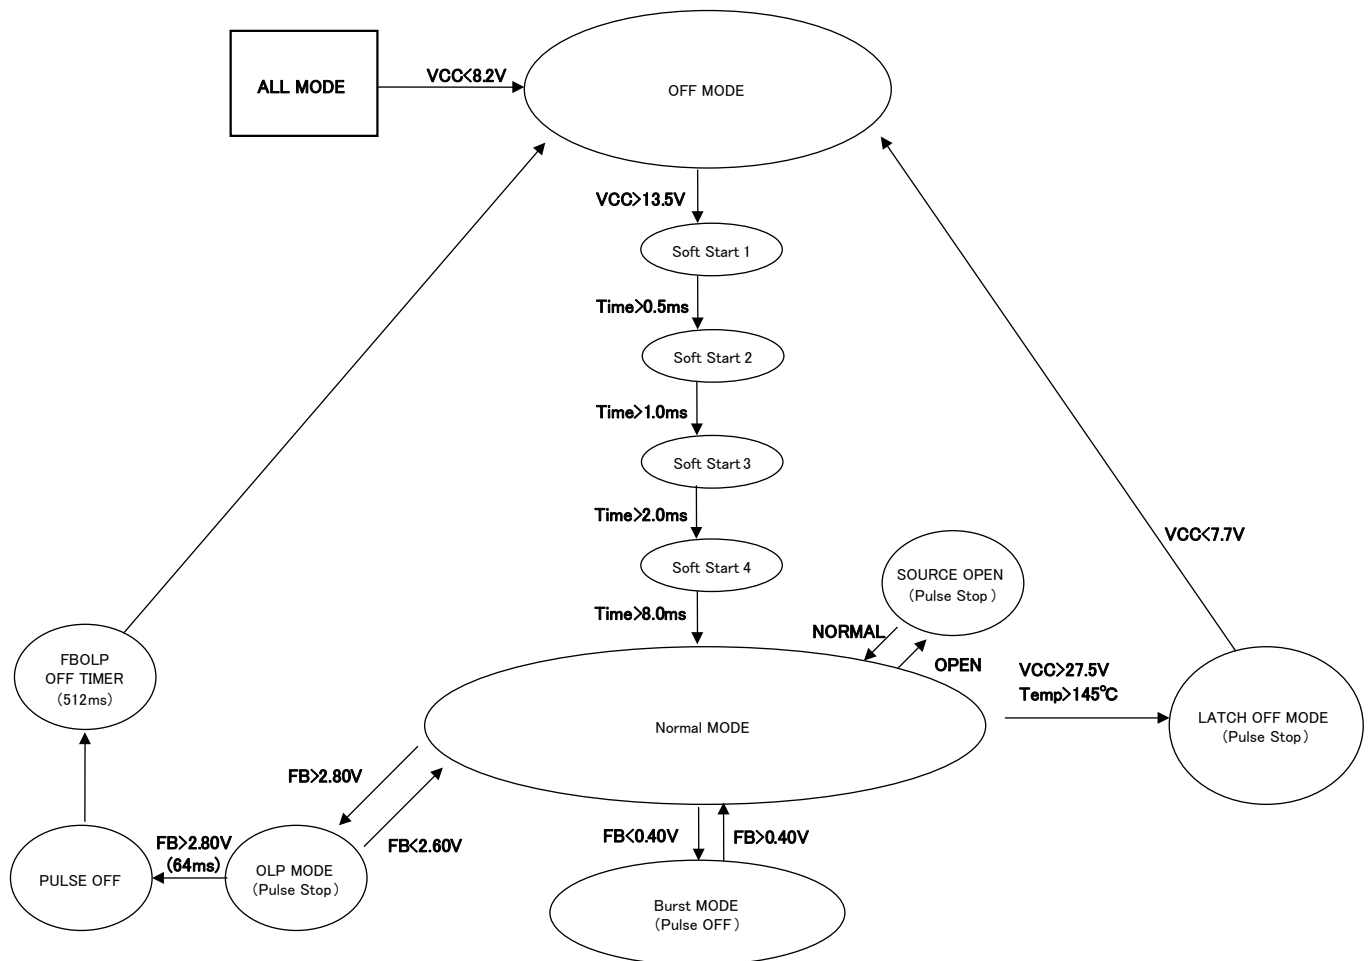 ALL MODE
VCC<8.2V
OFF MODE
VCC>13.5V
Soft Start 1
Time>0.5ms
Soft Start 2
Time>1.0ms
Soft Start 3
Time>2.0ms
Soft Start 4
Time>8.0ms
VCC<7.7V
SOURCE OPEN
(Pulse Stop)
NORMAL
OPEN
FBOLP
OFF TIMER
(512ms)
Normal MODE
VCC>27.5V
Temp>145℃
LATCH OFF MODE
(Pulse Stop)
FB>2.80V
FB<2.60V
FB<0.40V
FB>0.40V
PULSE OFF
FB>2.80V
(64ms)
OLP MODE
(Pulse Stop)
Burst MODE
(Pulse OFF)